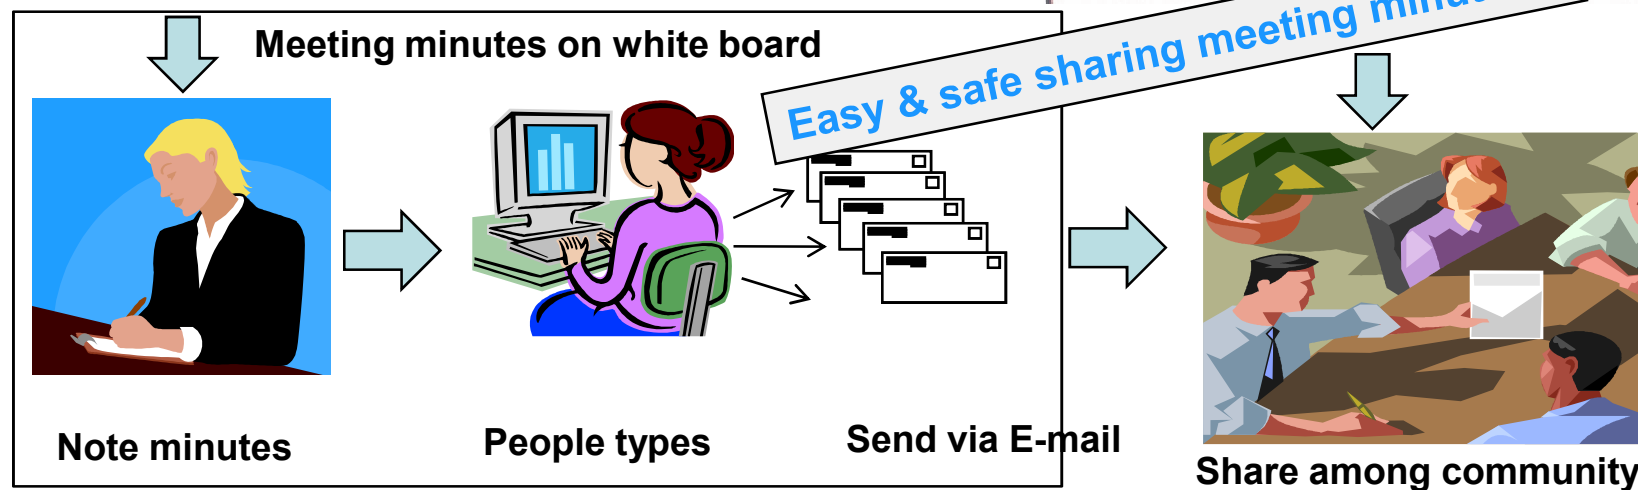 Meeting minutes on white board
Easy & safe sharing meeting
Note minutes
People types
Send via E-mail
Share among community